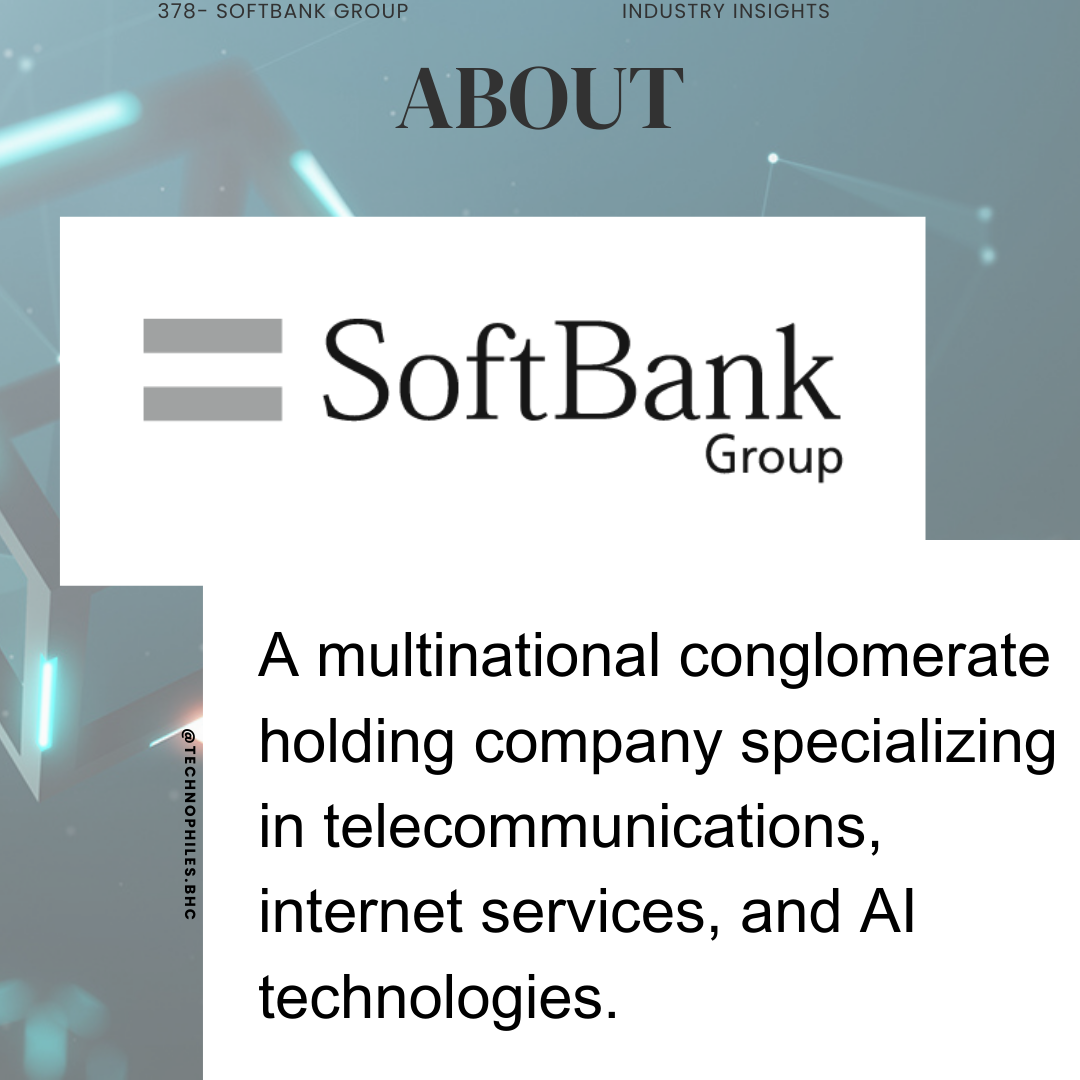 378- SOFTBANK GROUP
INDUSTRY INSIGHTS
ABOUT
SoftBank
Group
A multinational conglomerate
holding company specializing
in telecommunications,
internet services, and AI
technologies.
@TECHNOPHILES.BHC